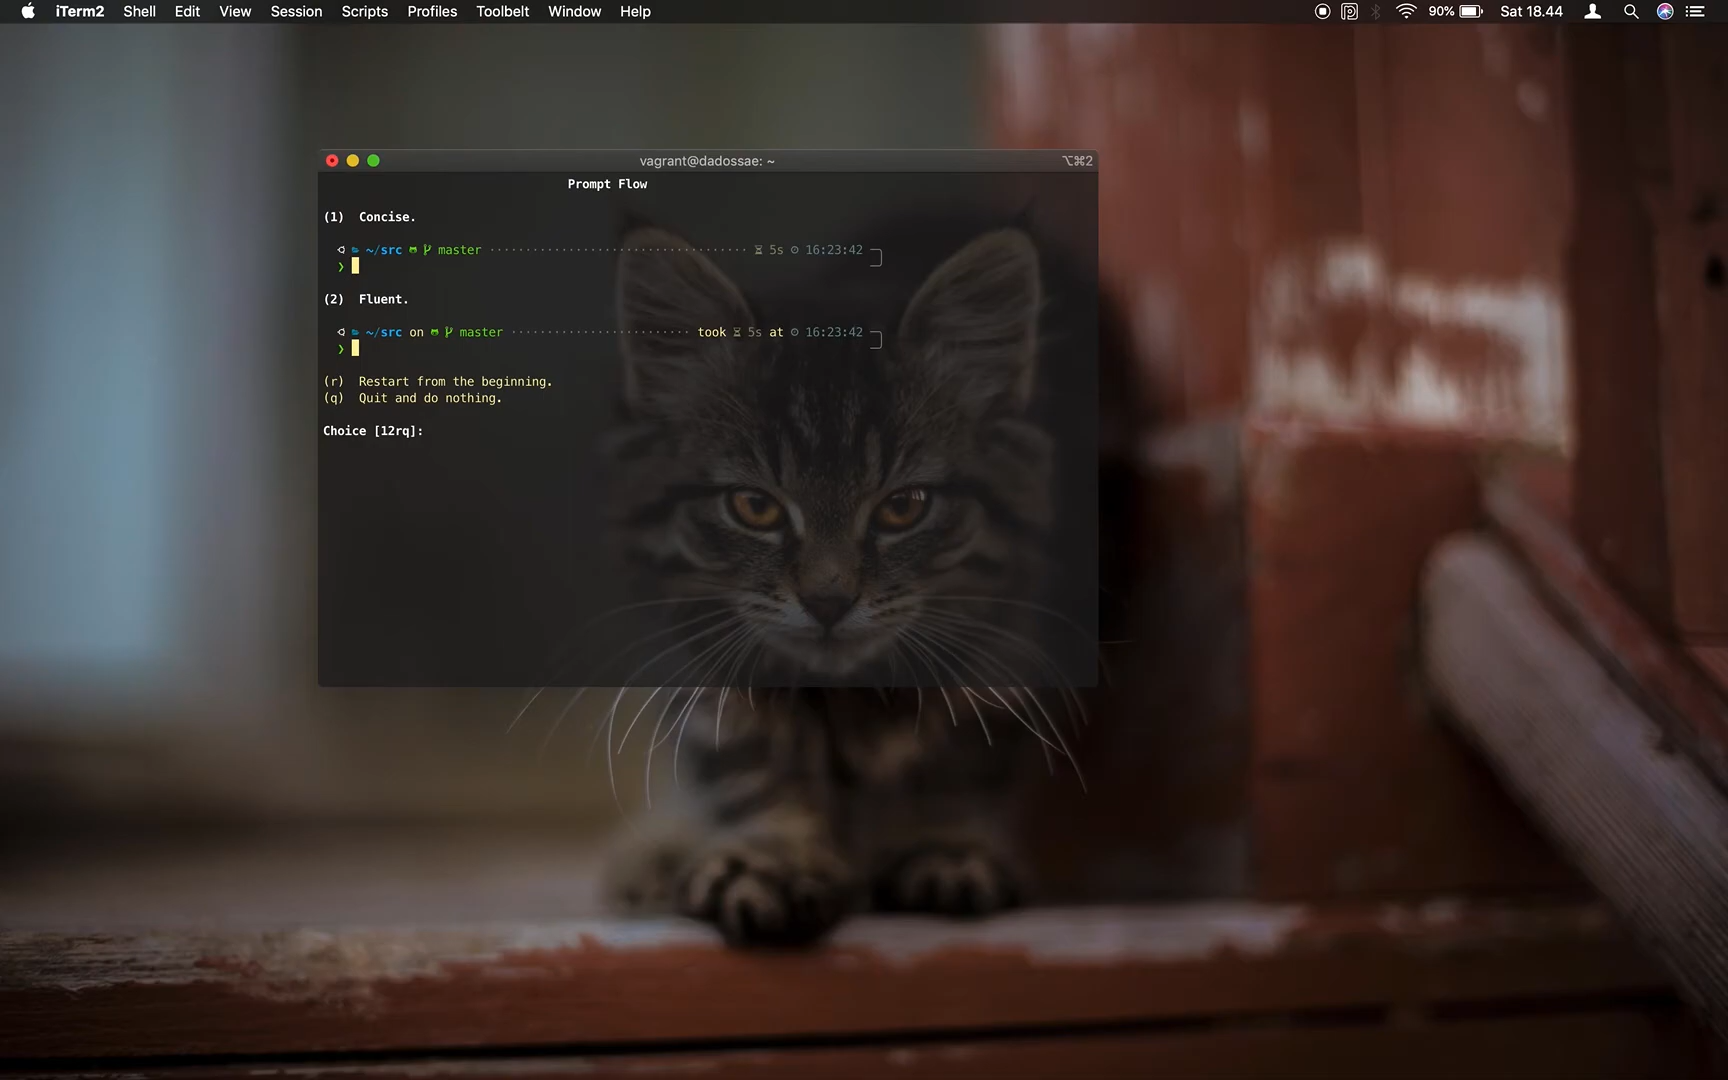 iTerm2 Shell Edit View Session Scripts Profiles Toolbelt Window Help 90% Sat 18.44
vagrant@dadossae: ~ ⌥⌘2
Prompt Flow
(1) Concise.
~/src master ···································· 5s 16:23:42
❯
(2) Fluent.
~/src on master ························· took 5s at 16:23:42
❯
(r) Restart from the beginning.
(q) Quit and do nothing.
Choice [12rq]: